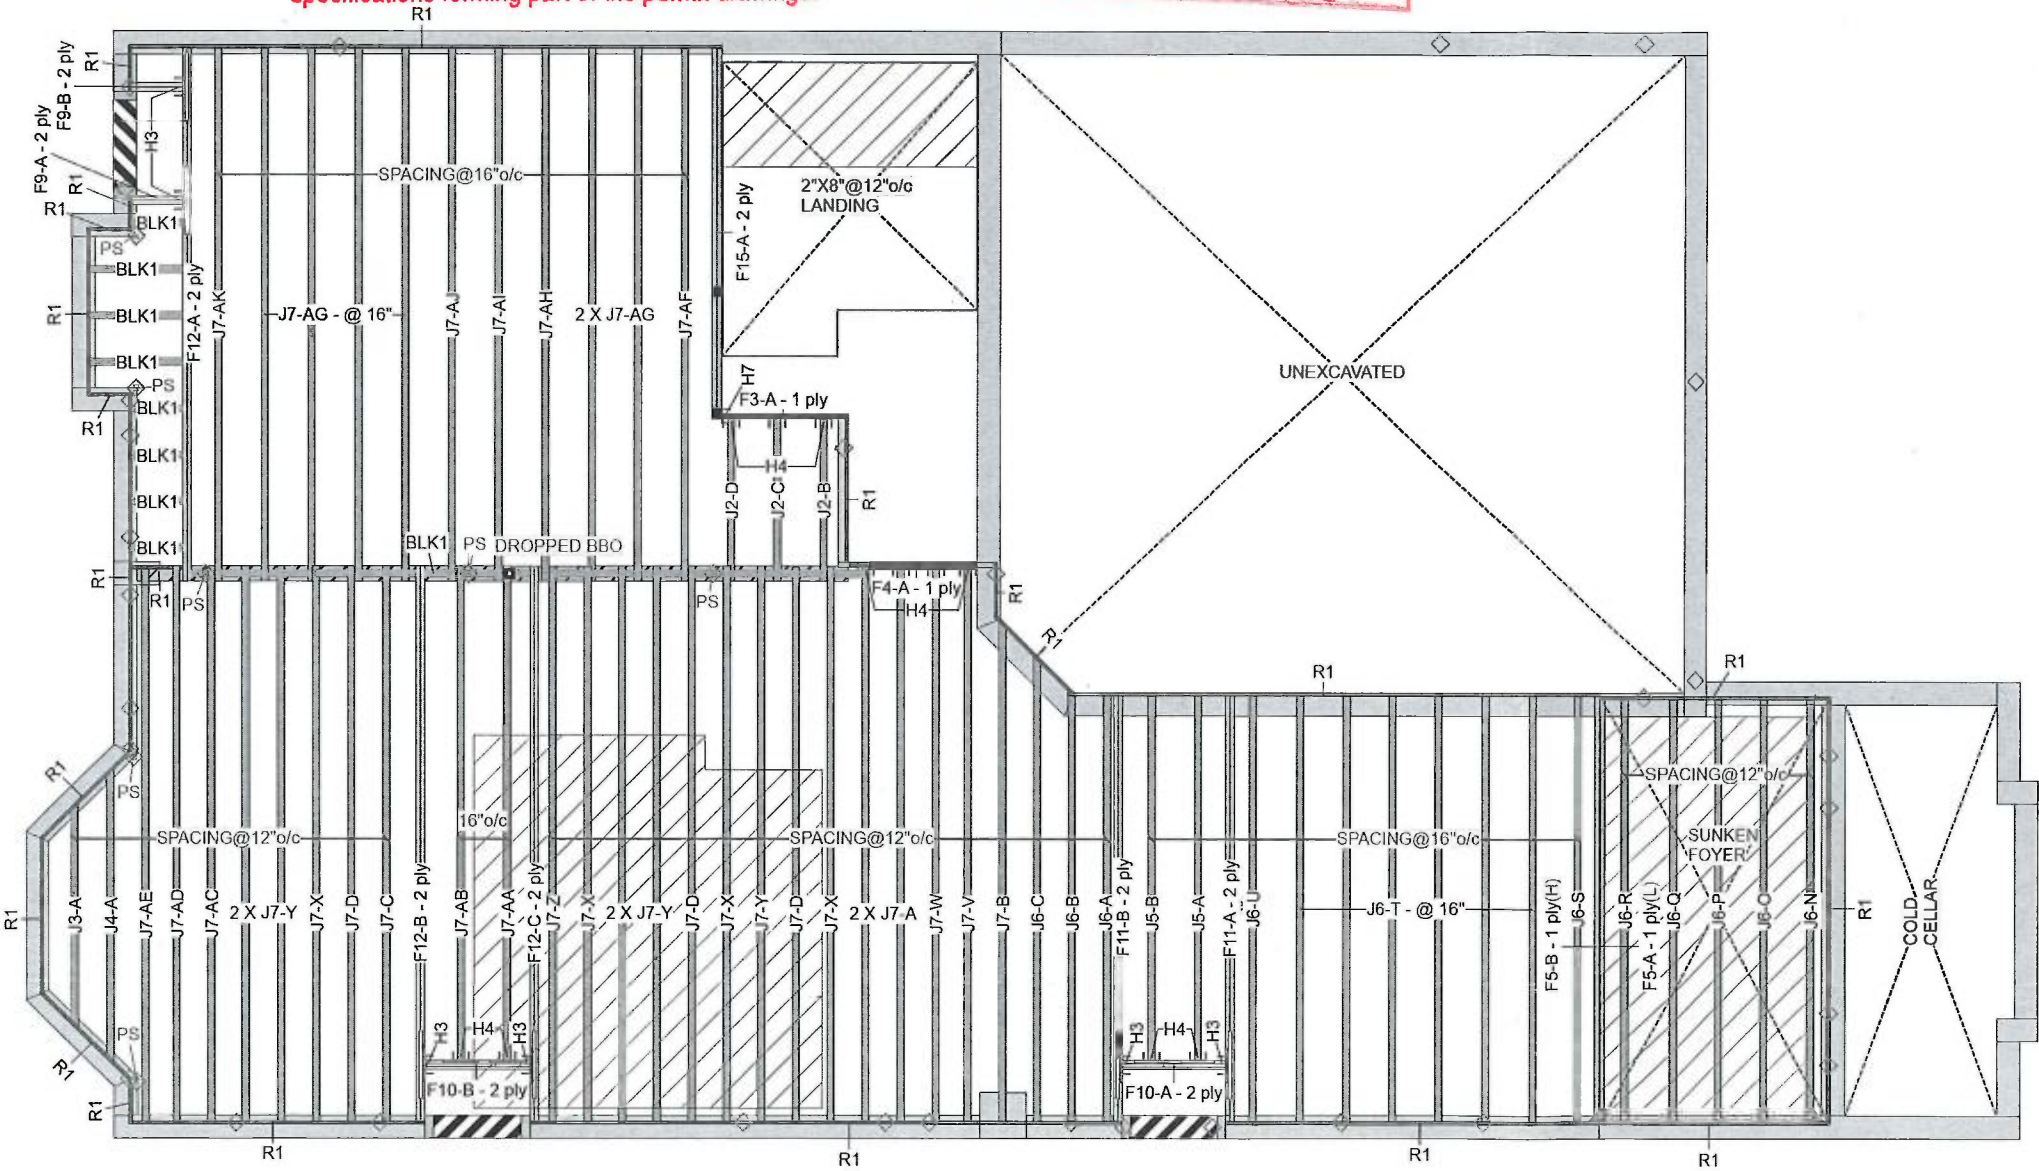 Specifications forming part of the permit drawing
R1
R1
F9-B - 2 ply
F9-A - 2 ply
H3
R1
R1
BLK1
PS
BLK1
BLK1
BLK1
R1
PS
R1
BLK1
BLK1
BLK1
BLK1
F12-A - 2 ply
J7-AK
SPACING@16"o/c
J7-AG - @ 16"
J7-AJ
J7-AI
J7-AH
2 X J7-AG
J7-AF
F15-A - 2 ply
2"X8"@12"o/c
LANDING
UNEXCAVATED
H7
F3-A - 1 ply
H4
J2-D
J2-C
J2-B
R1
BLK1
PS
DROPPED BBO
R1
R1
PS
PS
F4-A - 1 ply
H4
R1
R1
R1
R1
R1
PS
SPACING@12"o/c
16"o/c
SPACING@12"o/c
SPACING@16"o/c
SPACING@12"o/c
SUNKEN
FOYER
R1
J3-A
J4-A
J7-AE
J7-AD
J7-AC
2 X J7-Y
J7-X
J7-D
J7-C
F12-B - 2 ply
J7-AB
J7-AA
F12-C - 2 ply
J7-Z
J7-X
2 X J7-Y
J7-D
J7-X
J7-Y
J7-D
J7-X
2 X J7-A
J7-W
J7-V
J7-B
J6-C
J6-B
J6-A
F11-B - 2 ply
J5-B
J5-A
F11-A - 2 ply
J6-U
J6-T - @ 16"
F5-B - 1 ply(H)
J6-S
J6-R
F5-A - 1 ply(L)
J6-Q
J6-P
J6-O
J6-N
R1
COLD
CELLAR
PS
R1
R1
H3
H4
H3
F10-B - 2 ply
H3
H4
H3
F10-A - 2 ply
R1
R1
R1
R1